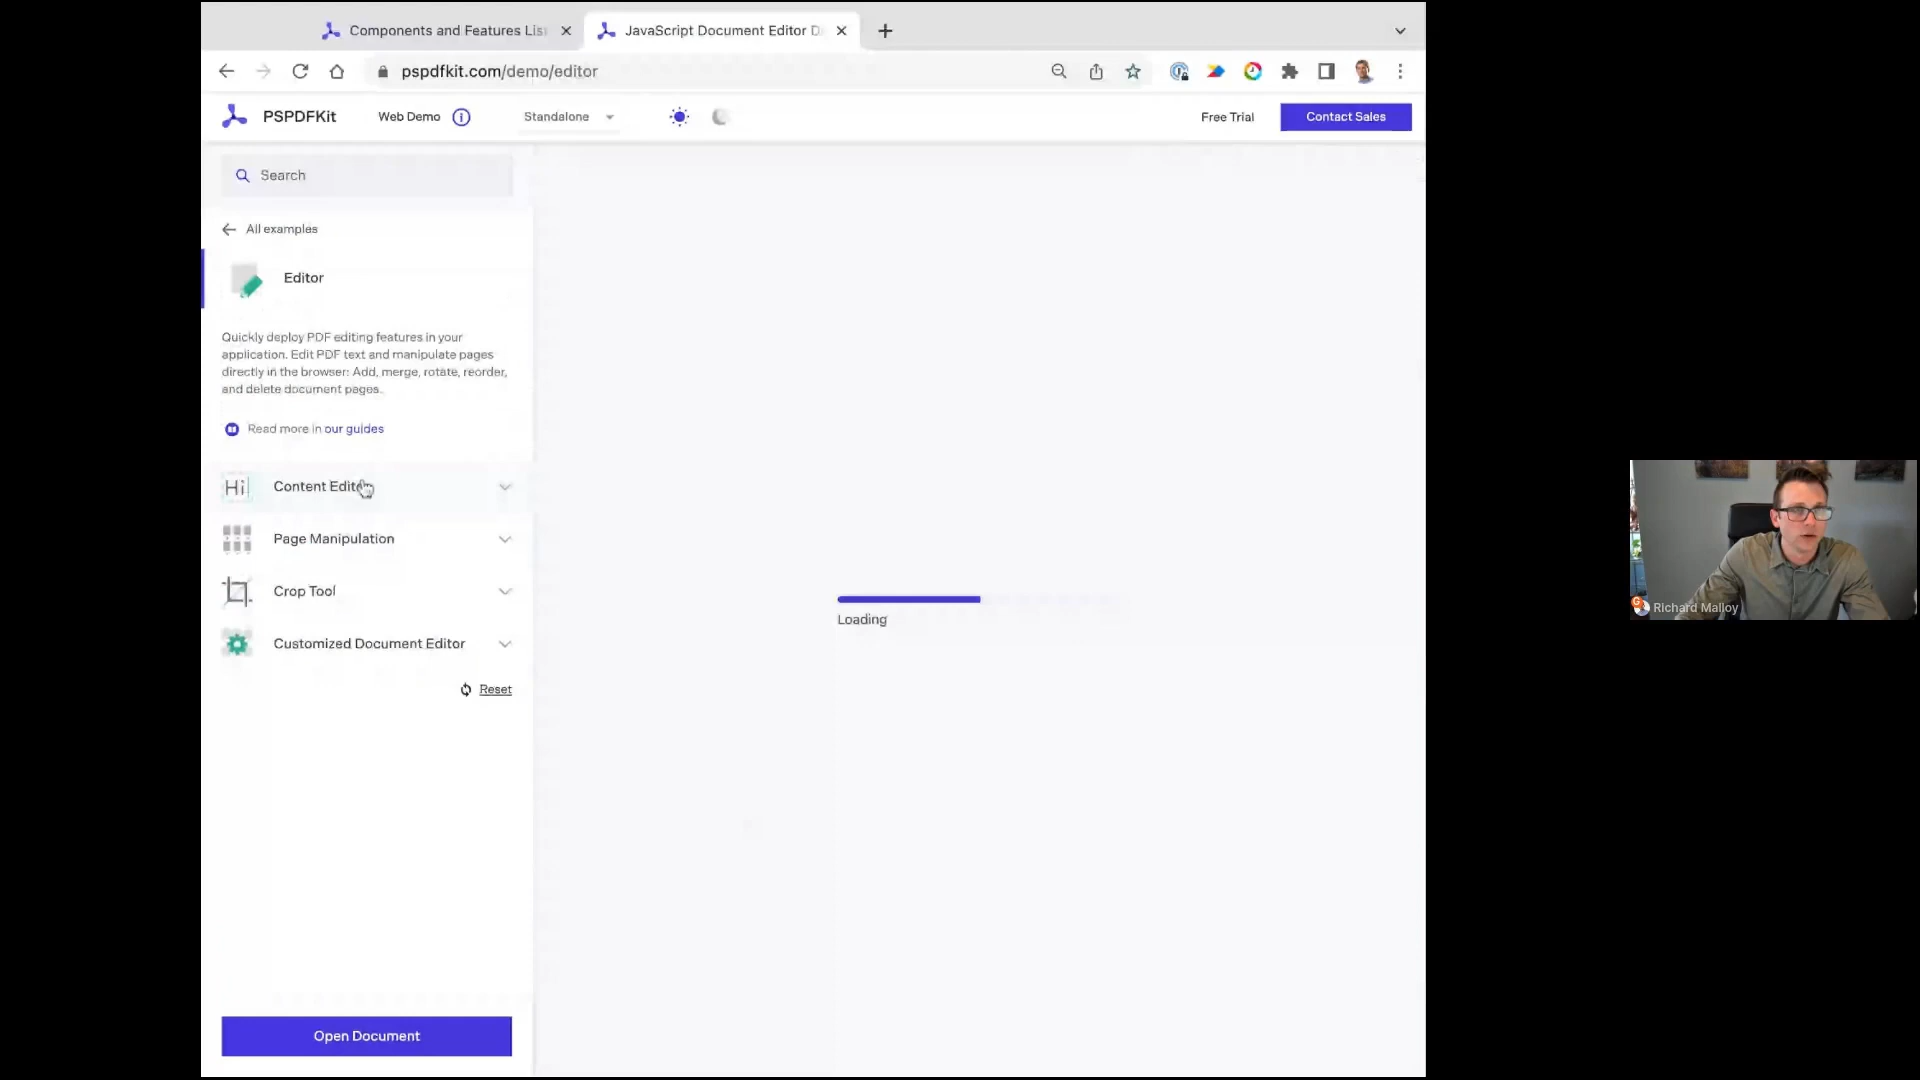 Components and Features Lis
JavaScript Document Editor D
pspdfkit.com/demo/editor
PSPDFKit
Web Demo
Standalone
Free Trial
Contact Sales
Search
All examples
Editor
Quickly deploy PDF editing features in your
application. Edit PDF text and manipulate pages
directly in the browser: Add, merge, rotate, reorder,
and delete document pages.
Read more in our guides
Hi
Content Edito
Page Manipulation
Crop Tool
Customized Document Editor
Reset
Loading
Richard Malloy
Open Document